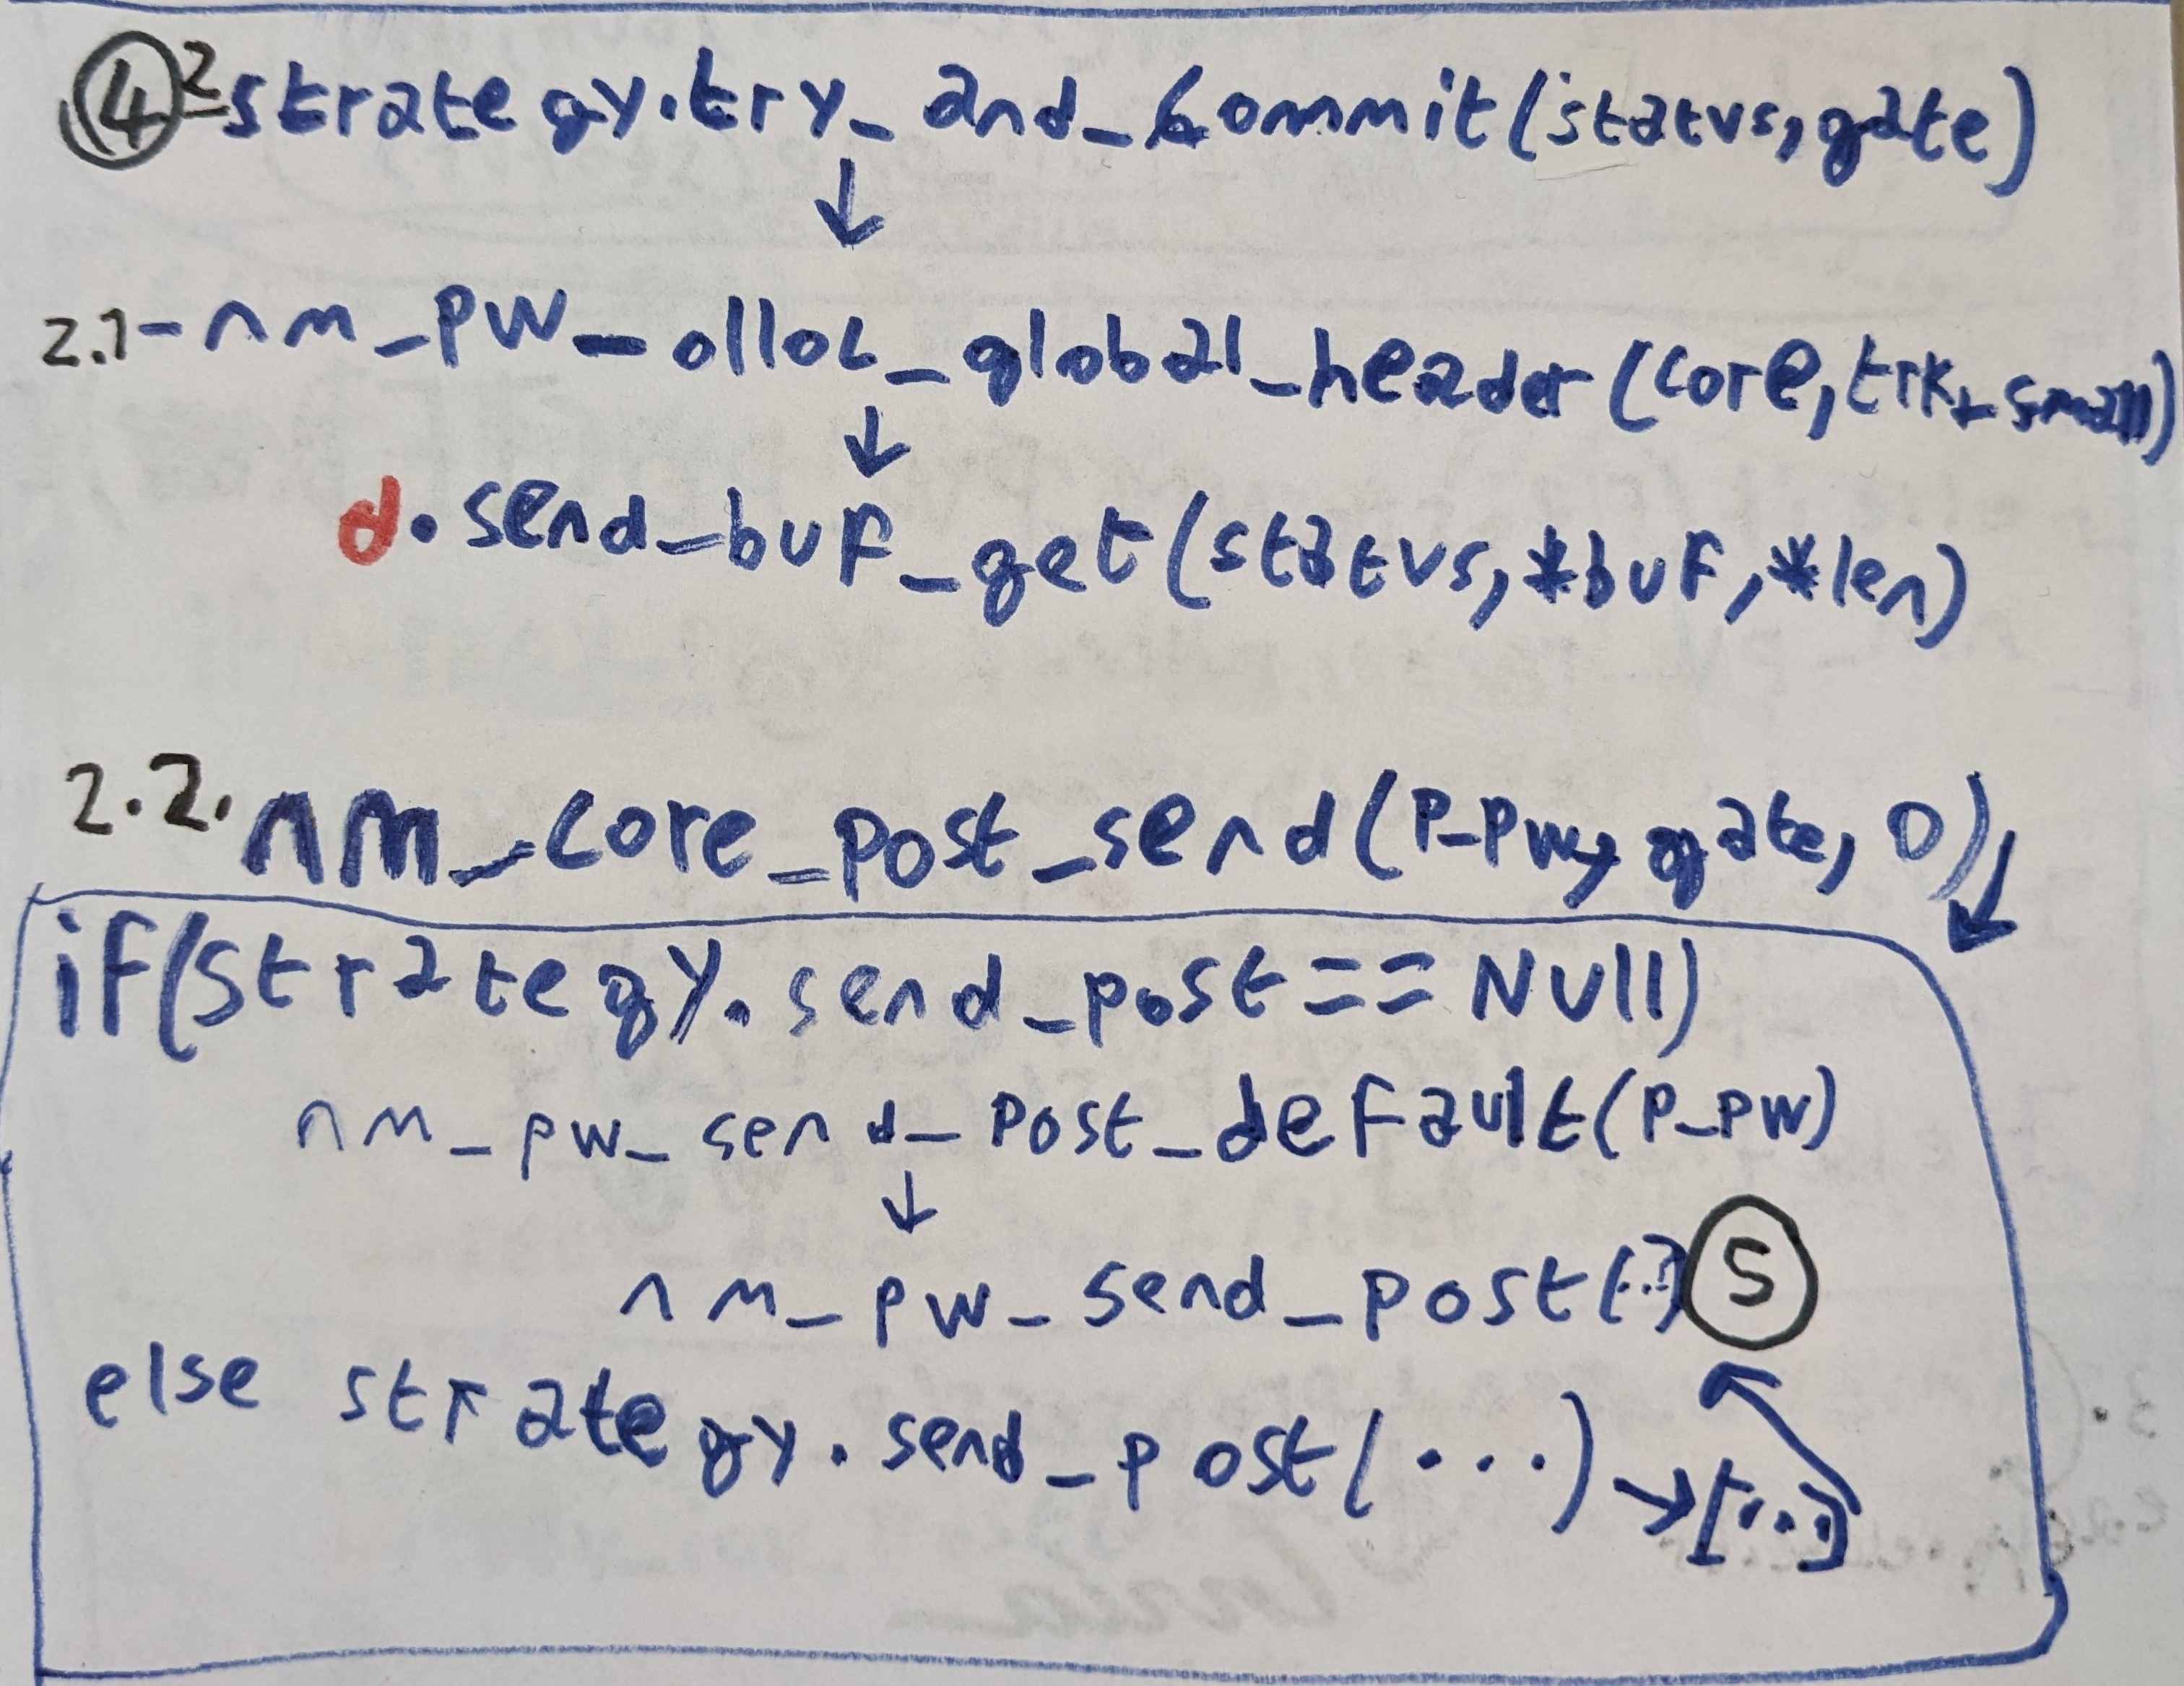 ④ 2-strategy.try_and_commit(status,gate)
↓
2.1-nm_pw_alloc_global_header(core,trk_small)
↓
d.send_buf_get(status,*buf,*len)
2.2.nm_core_post_send(p_pw,gate,0)
if(strategy.send_post==Null)
nm_pw_send_post_default(p_pw)
↓
nm_pw_send_post(..) 5
else strategy.send_post(...)→[...]